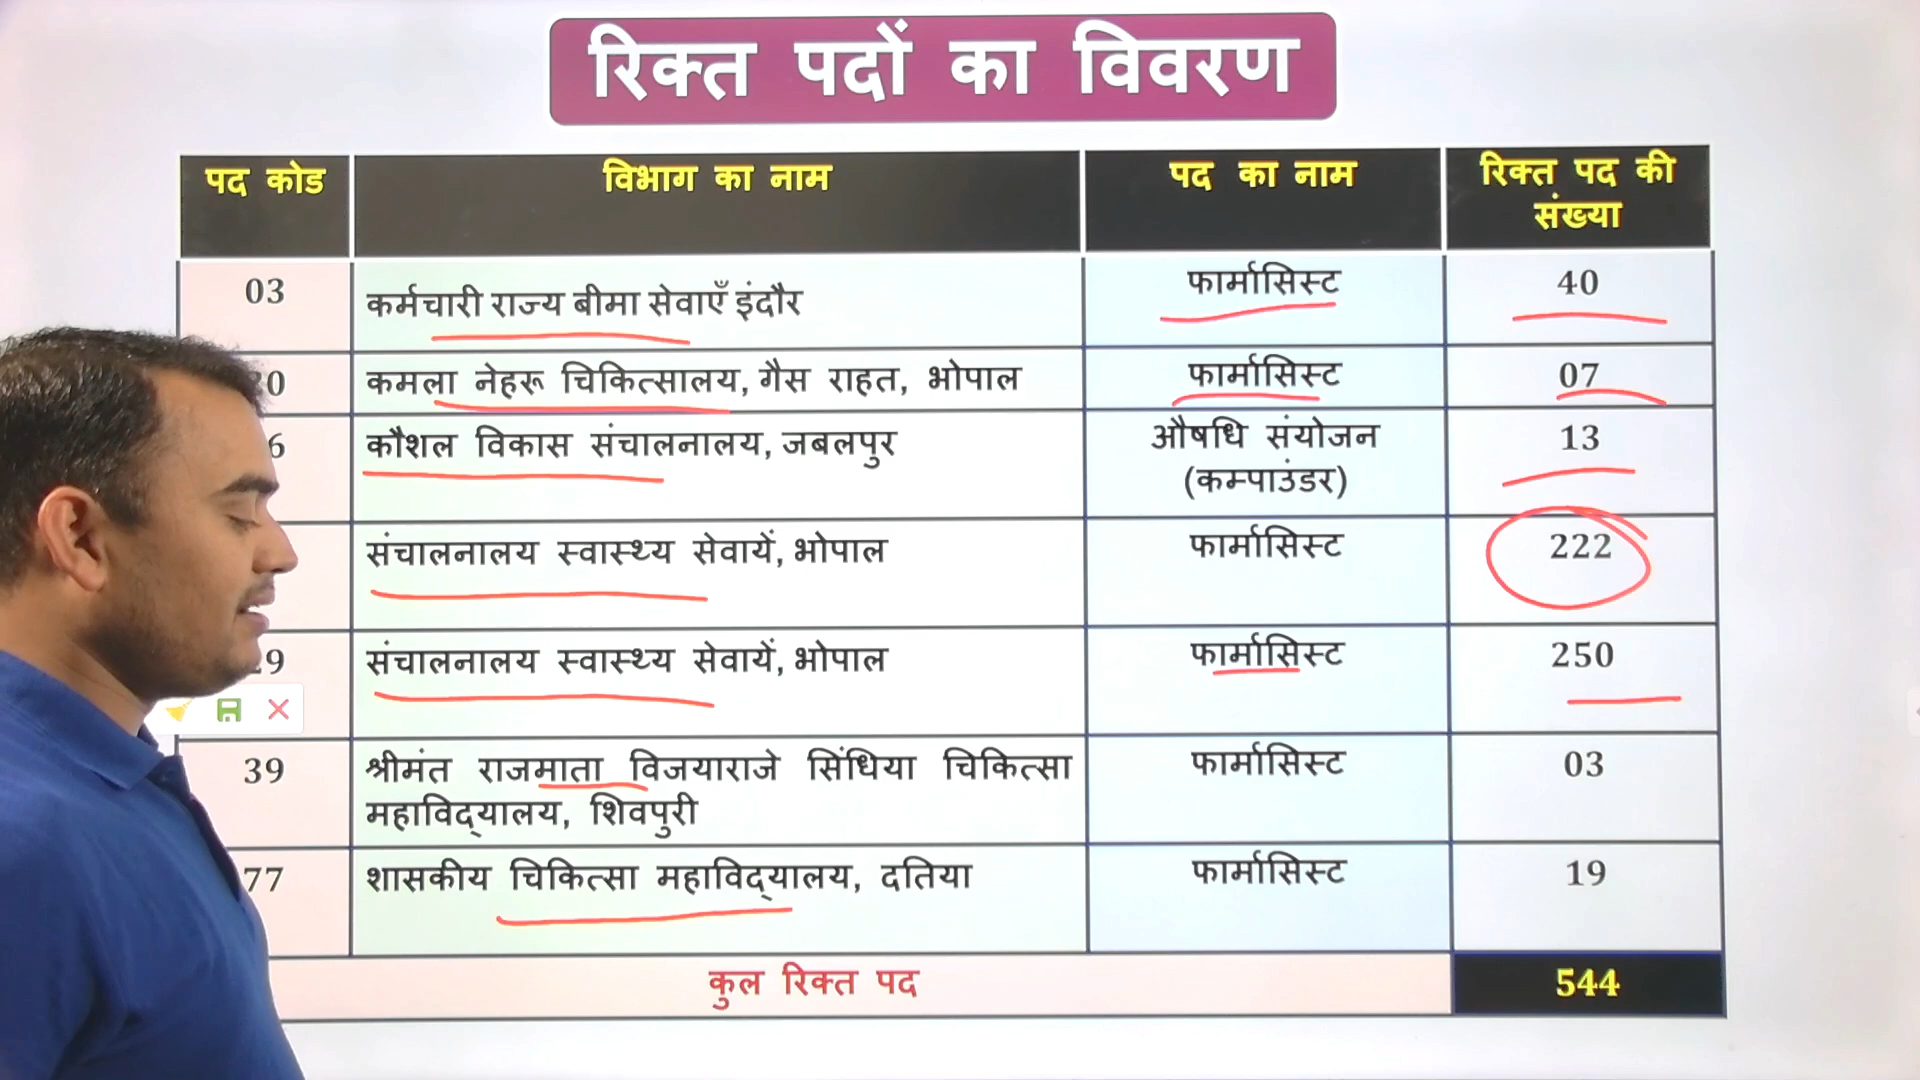 रिक्त पदों का विवरण
पद कोड विभाग का नाम पद का नाम रिक्त पद की
संख्या
03 कर्मचारी राज्य बीमा सेवाएँ इंदौर फार्मासिस्ट 40
कमला नेहरू चिकित्सालय, गैस राहत, भोपाल फार्मासिस्ट 07
कौशल विकास संचालनालय, जबलपुर औषधि संयोजन 13
(कम्पाउंडर)
संचालनालय स्वास्थ्य सेवायें, भोपाल फार्मासिस्ट 222
संचालनालय स्वास्थ्य सेवायें, भोपाल फार्मासिस्ट 250
39 श्रीमंत राजमाता विजयाराजे सिंधिया चिकित्सा फार्मासिस्ट 03
महाविद्यालय, शिवपुरी
77 शासकीय चिकित्सा महाविद्यालय, दतिया फार्मासिस्ट 19
कुल रिक्त पद 544